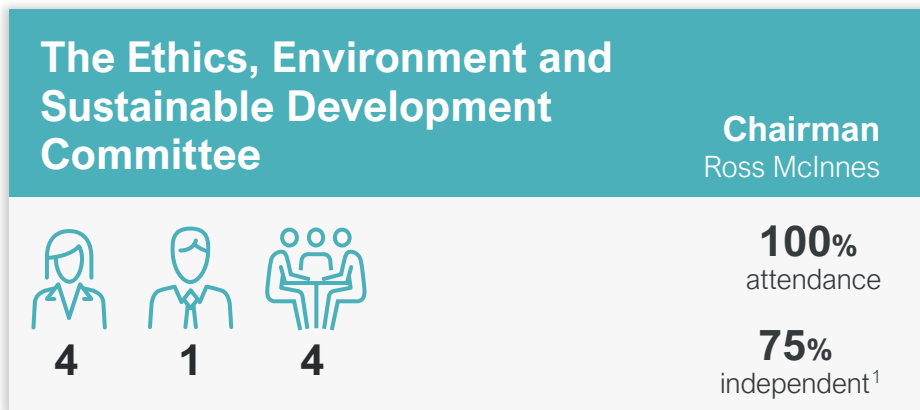 The Ethics, Environment and
Sustainable Development
Committee
Chairman
Ross McInnes
4
1
4
100%
attendance
75%
independent1